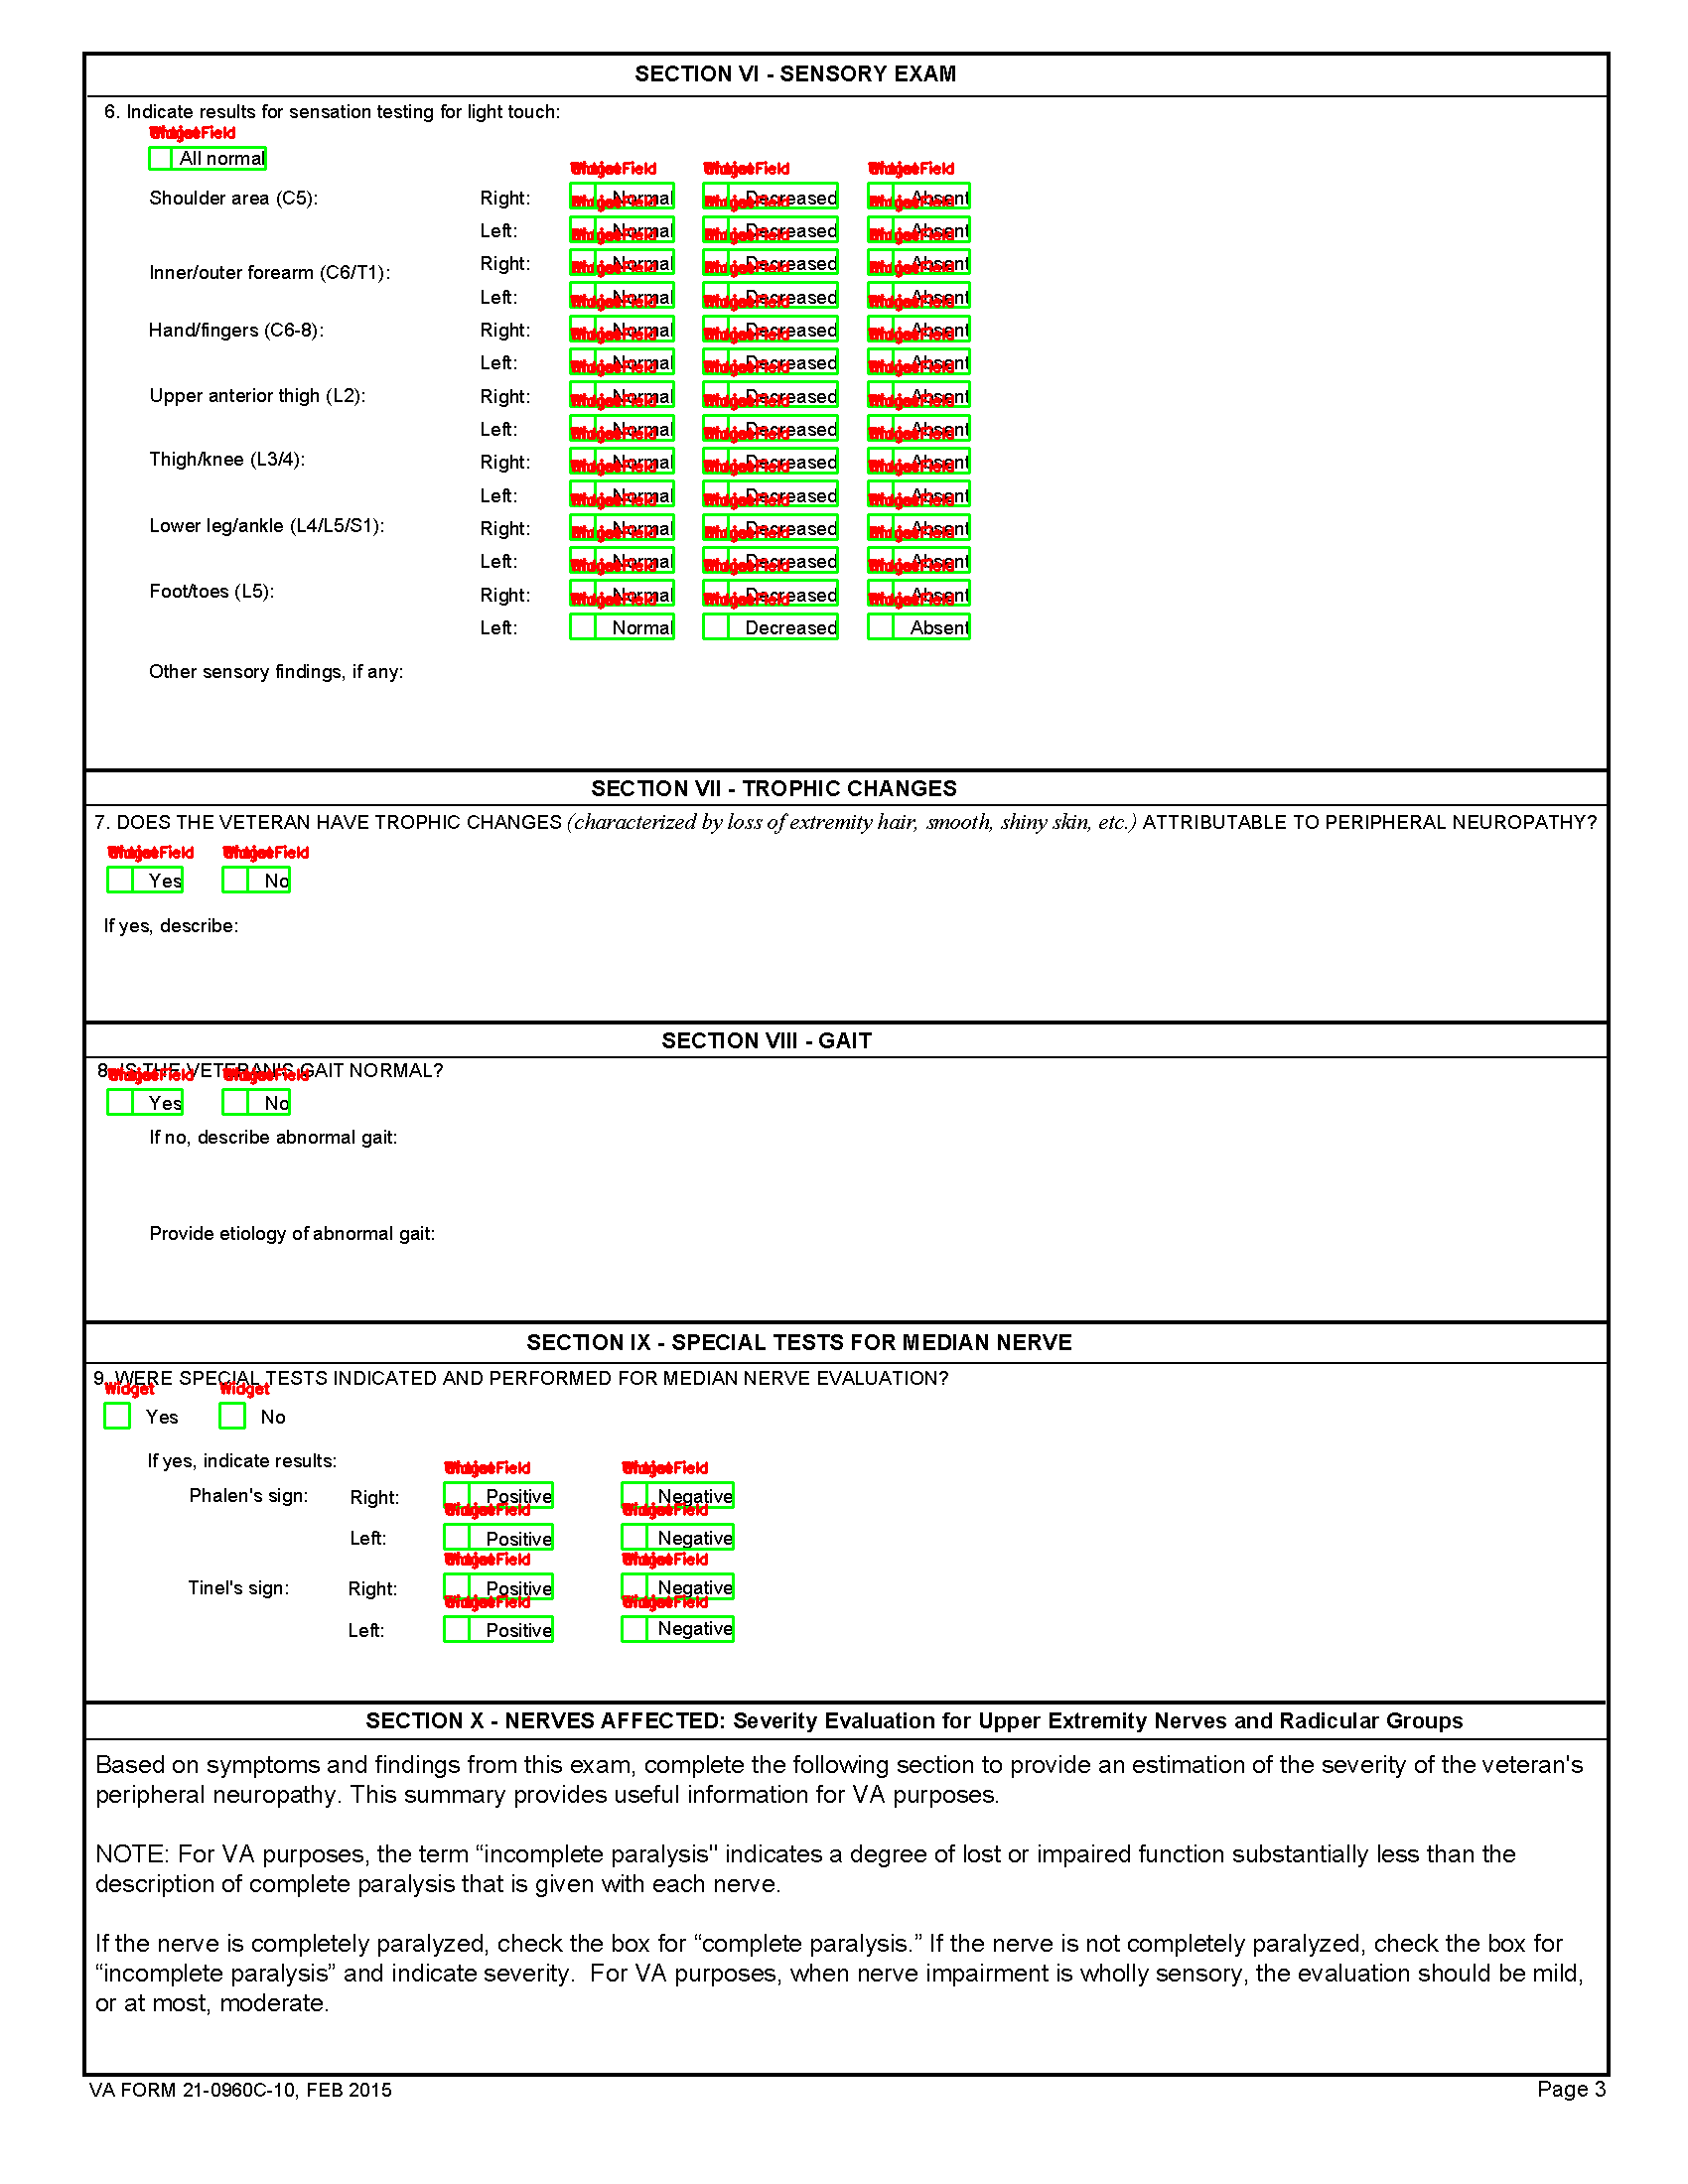 SECTION VI - SENSORY EXAM
6. Indicate results for sensation testing for light touch:
All normal
Shoulder area (C5): Right: Normal Decreased Absent
Left: Normal Decreased Absent
Inner/outer forearm (C6/T1): Right: Normal Decreased Absent
Left: Normal Decreased Absent
Hand/fingers (C6-8): Right: Normal Decreased Absent
Left: Normal Decreased Absent
Upper anterior thigh (L2): Right: Normal Decreased Absent
Left: Normal Decreased Absent
Thigh/knee (L3/4): Right: Normal Decreased Absent
Left: Normal Decreased Absent
Lower leg/ankle (L4/L5/S1): Right: Normal Decreased Absent
Left: Normal Decreased Absent
Foot/toes (L5): Right: Normal Decreased Absent
Left: Normal Decreased Absent
Other sensory findings, if any:
SECTION VII - TROPHIC CHANGES
7. DOES THE VETERAN HAVE TROPHIC CHANGES (characterized by loss of extremity hair, smooth, shiny skin, etc.) ATTRIBUTABLE TO PERIPHERAL NEUROPATHY?
Yes No
If yes, describe:
SECTION VIII - GAIT
8. IS THE VETERAN'S GAIT NORMAL?
Yes No
If no, describe abnormal gait:
Provide etiology of abnormal gait:
SECTION IX - SPECIAL TESTS FOR MEDIAN NERVE
9. WERE SPECIAL TESTS INDICATED AND PERFORMED FOR MEDIAN NERVE EVALUATION?
Widget Widget
Yes No
If yes, indicate results:
Phalen's sign: Right: Positive Negative
Left: Positive Negative
Tinel's sign: Right: Positive Negative
Left: Positive Negative
SECTION X - NERVES AFFECTED: Severity Evaluation for Upper Extremity Nerves and Radicular Groups
Based on symptoms and findings from this exam, complete the following section to provide an estimation of the severity of the veteran's
peripheral neuropathy. This summary provides useful information for VA purposes.
NOTE: For VA purposes, the term “incomplete paralysis" indicates a degree of lost or impaired function substantially less than the
description of complete paralysis that is given with each nerve.
If the nerve is completely paralyzed, check the box for “complete paralysis.” If the nerve is not completely paralyzed, check the box for
“incomplete paralysis” and indicate severity.  For VA purposes, when nerve impairment is wholly sensory, the evaluation should be mild,
or at most, moderate.
VA FORM 21-0960C-10, FEB 2015
Page 3